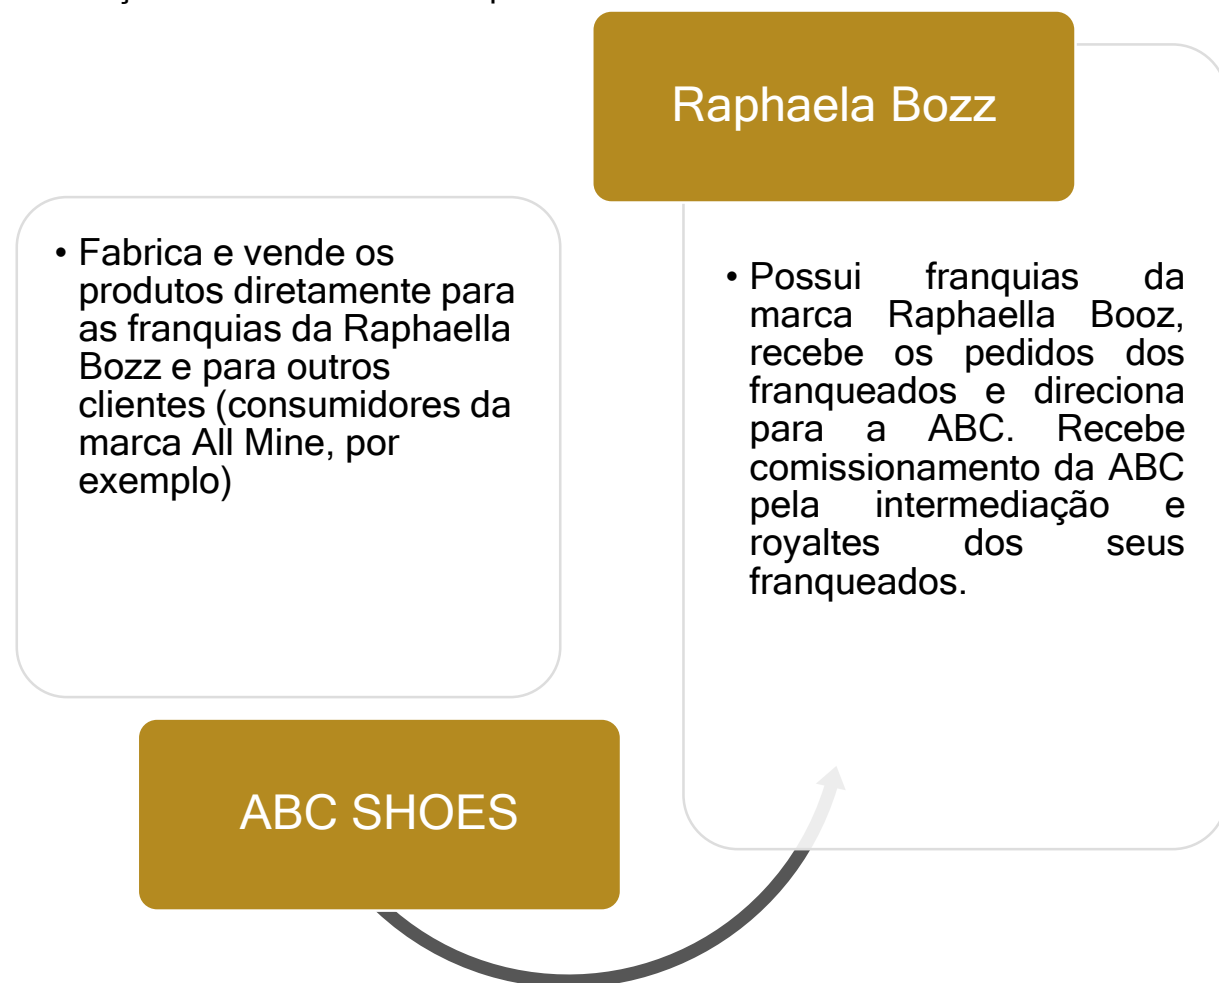 Raphaela Bozz
• Fabrica e vende os
produtos diretamente para
as franquias da Raphaella
Bozz e para outros
clientes (consumidores da
marca All Mine, por
exemplo)
• Possui franquias da
marca Raphaella Booz,
recebe os pedidos dos
franqueados e direciona
para a ABC. Recebe
comissionamento da ABC
pela intermediação e
royaltes dos seus
franqueados.
ABC SHOES